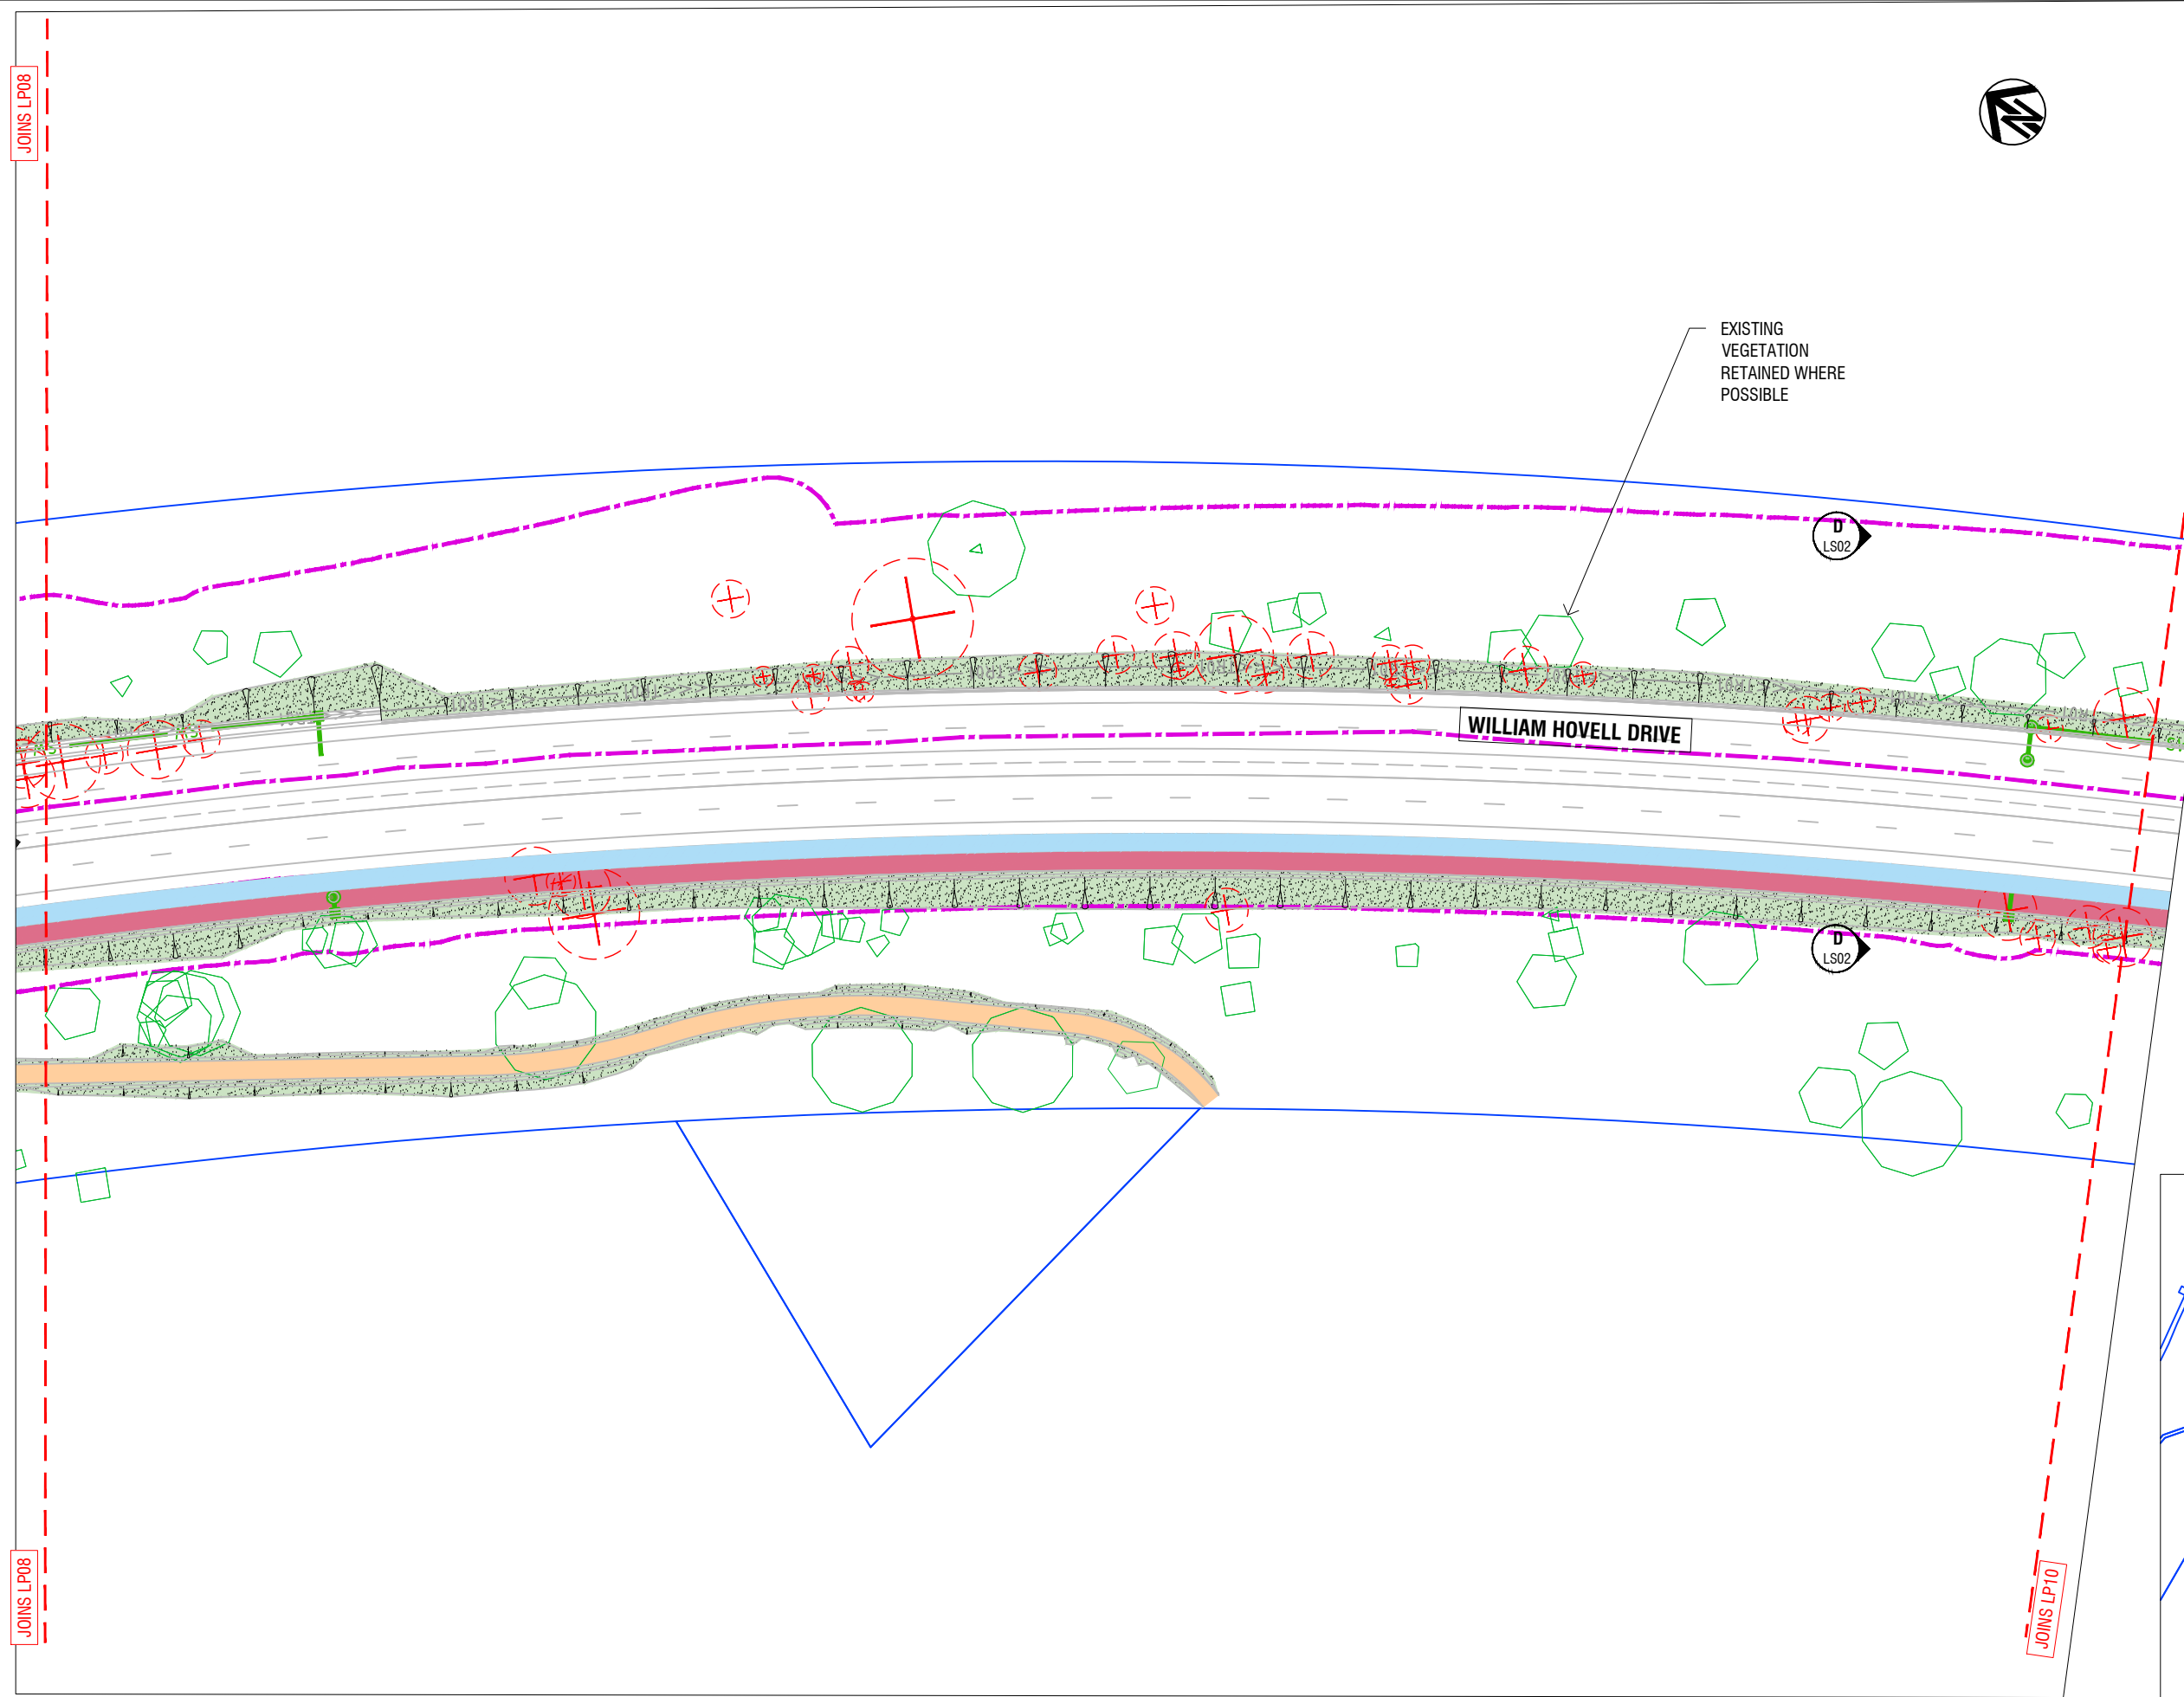 JOINS LP08
EXISTING
VEGETATION
RETAINED WHERE
POSSIBLE
D
LS02
WILLIAM HOVELL DRIVE
D
LS02
JOINS LP08
JOINS LP10